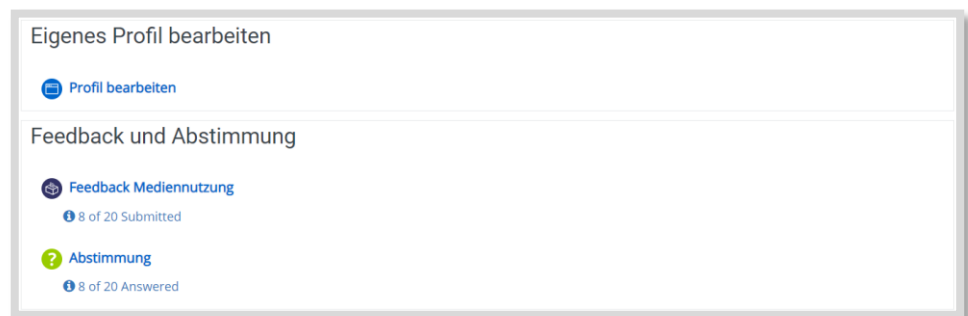 Eigenes Profil bearbeiten
Profil bearbeiten
Feedback und Abstimmung
Feedback Mediennutzung
8 of 20 Submitted
Abstimmung
8 of 20 Answered